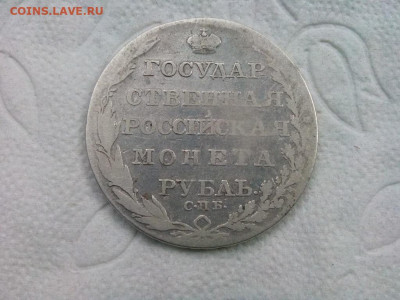 COINS.LAVE.RU
ГОСУДАР
СТВЕННАЯ
РОССІЙСКАЯ
МОНЕТА
РУБЛЬ.
С.П.Б.